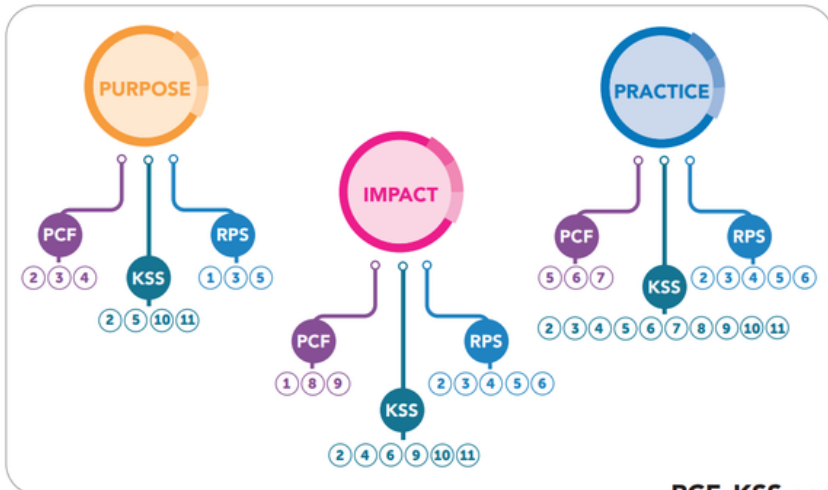 PURPOSE
PCF
2 3 4
KSS
2 5 10 11
RPS
1 3 5
IMPACT
PCF
1 8 9
KSS
2 4 6 9 10 11
RPS
2 3 4 5 6
PRACTICE
PCF
5 6 7
KSS
2 3 4 5 6 7 8 9 10 11
RPS
2 3 4 5 6
PCF, KSS